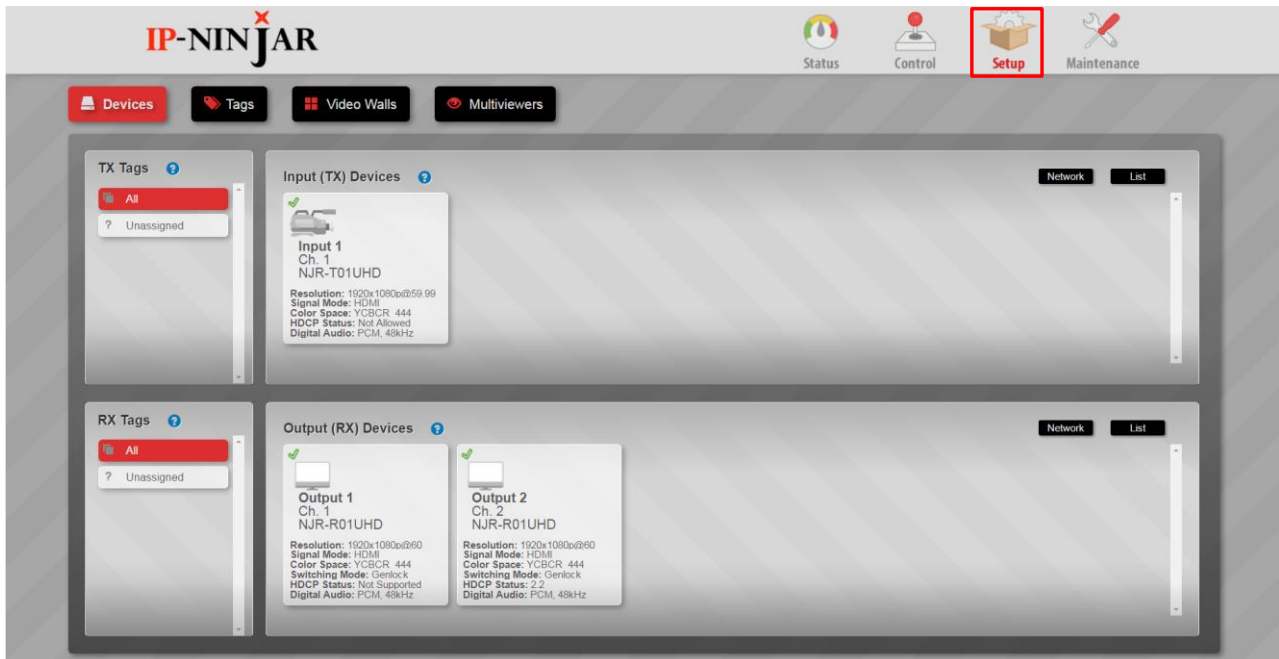 IP-NINJAR
Status Control Setup Maintenance
Devices Tags Video Walls Multiviewers
TX Tags ?
All
? Unassigned
Input (TX) Devices ?
Network List
Input 1
Ch. 1
NJR-T01UHD
Resolution: 1920x1080p@59.99
Signal Mode: HDMI
Color Space: YCBCR 444
HDCP Status: Not Allowed
Digital Audio: PCM, 48kHz
RX Tags ?
All
? Unassigned
Output (RX) Devices ?
Network List
Output 1
Ch. 1
NJR-R01UHD
Resolution: 1920x1080p@60
Signal Mode: HDMI
Color Space: YCBCR 444
Switching Mode: Genlock
HDCP Status: Not Supported
Digital Audio: PCM, 48kHz
Output 2
Ch. 2
NJR-R01UHD
Resolution: 1920x1080p@60
Signal Mode: HDMI
Color Space: YCBCR 444
Switching Mode: Genlock
HDCP Status: 2.2
Digital Audio: PCM, 48kHz